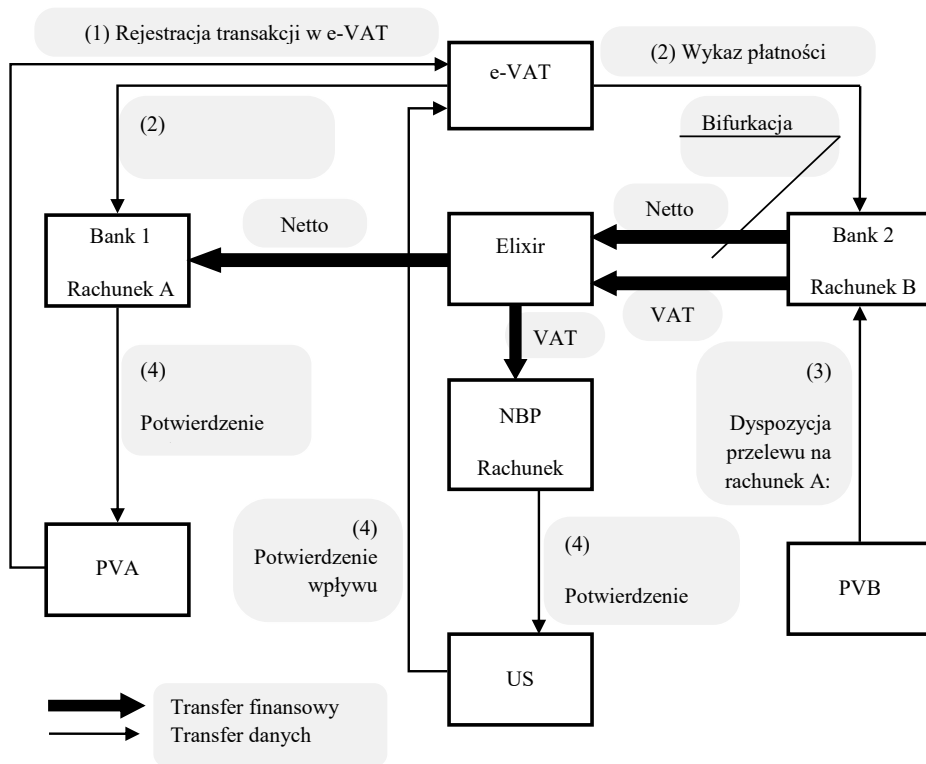 (1) Rejestracja transakcji w e-VAT
e-VAT
(2) Wykaz płatności
(2)
Bifurkacja
Bank 1
Rachunek A
Netto
Elixir
Netto
VAT
Bank 2
Rachunek B
VAT
(4)
Potwierdzenie
NBP
Rachunek
(3)
Dyspozycja
przelewu na
rachunek A:
(4)
Potwierdzenie
wpływu
(4)
Potwierdzenie
PVA
PVB
US
Transfer finansowy
Transfer danych